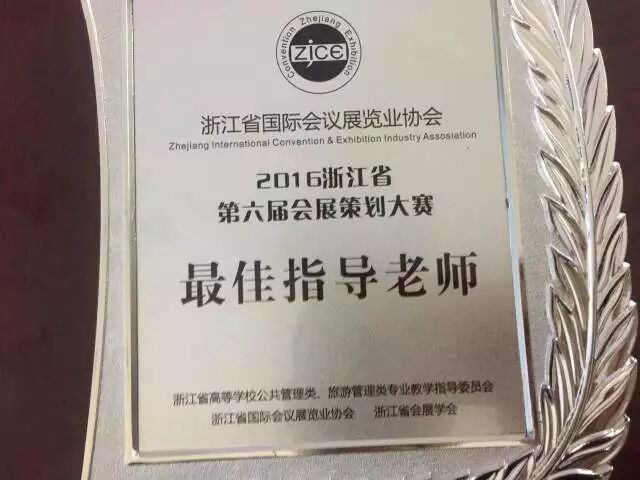 Convention Zhejiang Exhibition
ZJCE
浙江省国际会议展览业协会
Zhejiang International Convention & Exhibition Industry Assosiation
2016浙江省
第六届会展策划大赛
最佳指导老师
浙江省高等学校公共管理类、旅游管理类专业教学指导委员会
浙江省国际会议展览业协会 浙江省会展学会